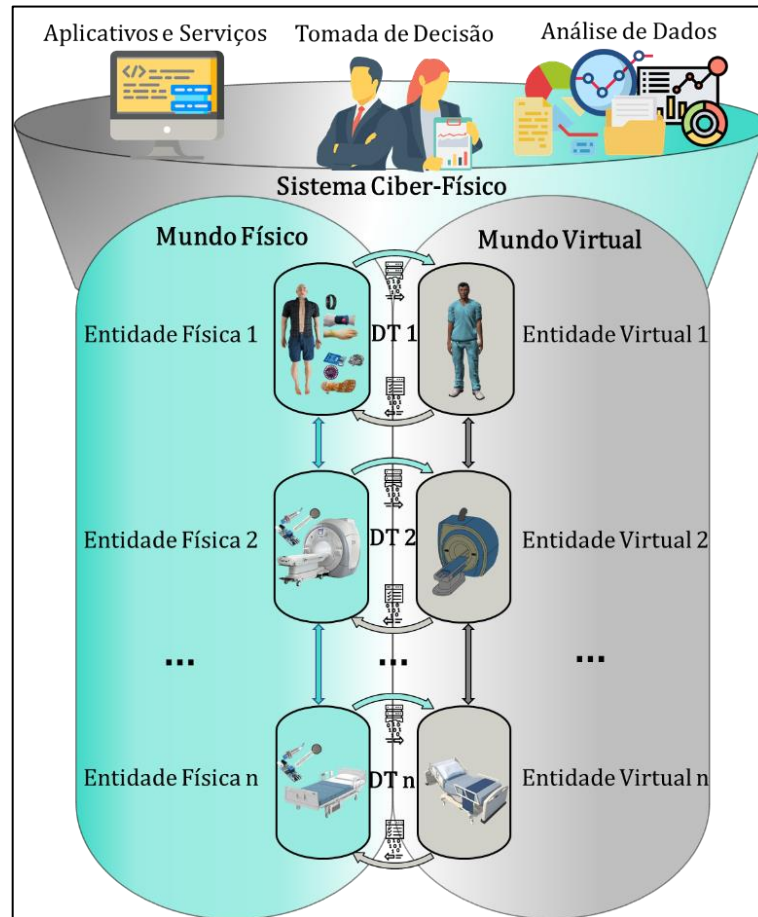 Aplicativos e Serviços
Tomada de Decisão
Análise de Dados
Sistema Ciber-Físico
Mundo Físico
Mundo Virtual
Entidade Física 1
DT 1
Entidade Virtual 1
Entidade Física 2
DT 2
Entidade Virtual 2
... ... ...
Entidade Física n
DT n
Entidade Virtual n